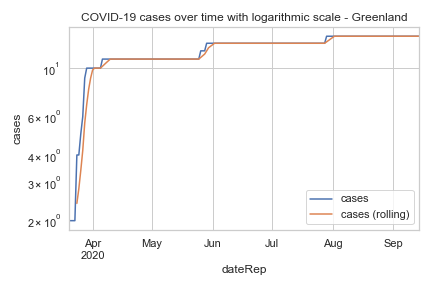 COVID-19 cases over time with logarithmic scale - Greenland
cases
10¹
6 × 10⁰
4 × 10⁰
3 × 10⁰
2 × 10⁰
Apr
2020
May
Jun
Jul
Aug
Sep
dateRep
cases
cases (rolling)